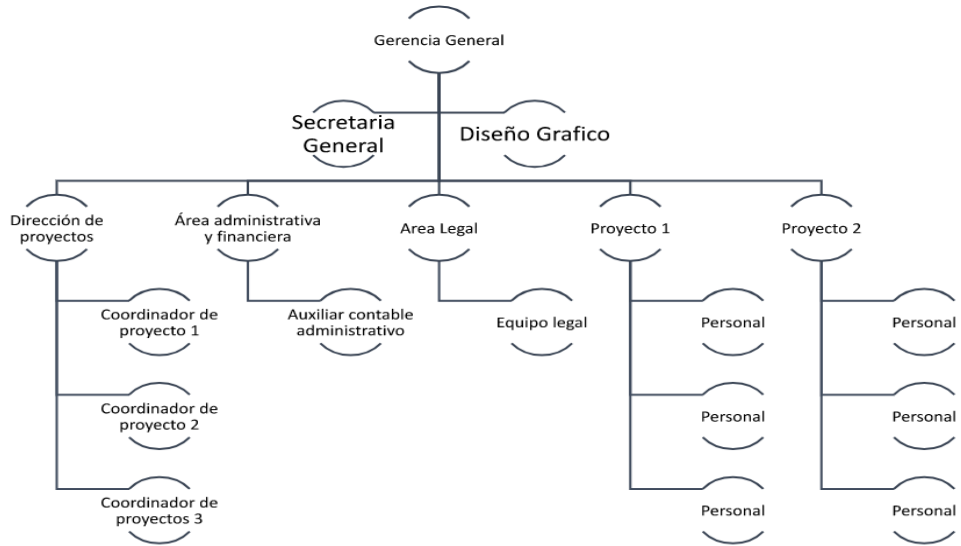 Gerencia General
Secretaria
General
Diseño Grafico
Dirección de
proyectos
Área administrativa
y financiera
Area Legal
Proyecto 1
Proyecto 2
Coordinador de
proyecto 1
Auxiliar contable
administrativo
Equipo legal
Personal
Personal
Coordinador de
proyecto 2
Personal
Personal
Coordinador de
proyectos 3
Personal
Personal